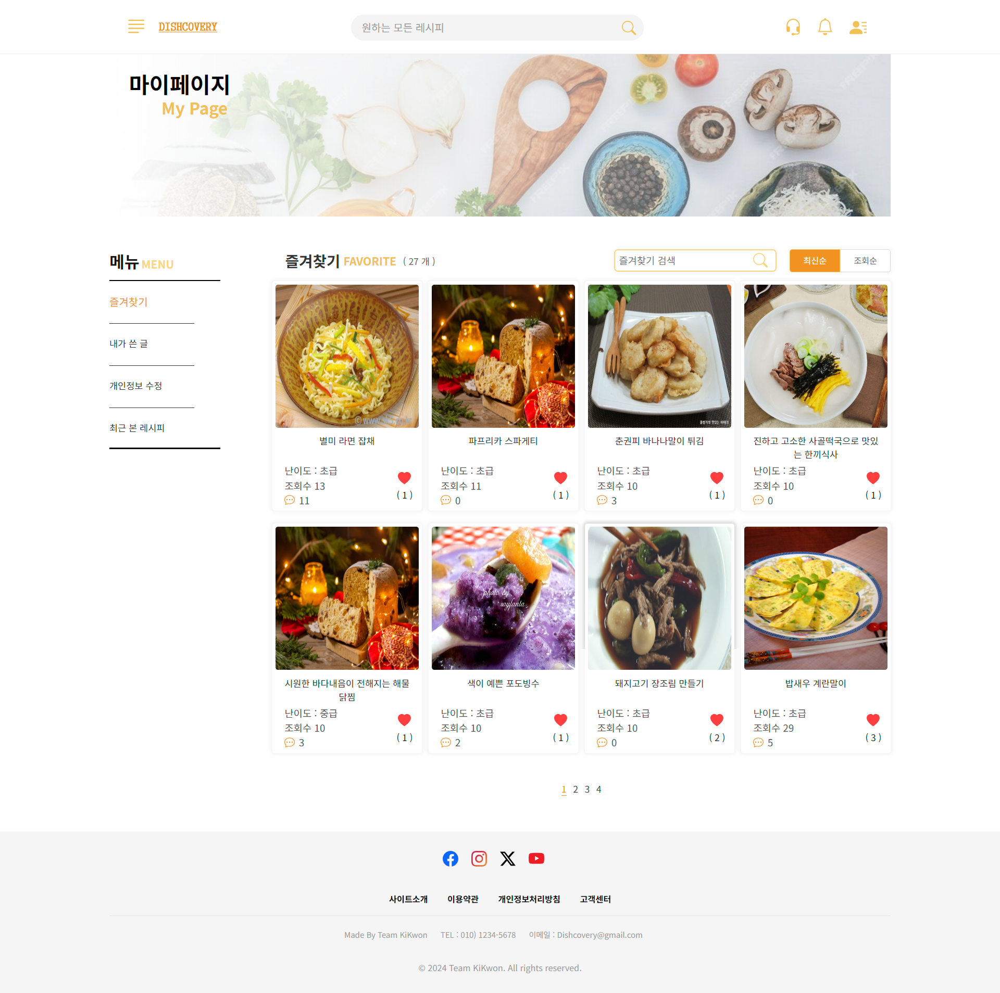 DISHCOVERY
원하는 모든 레시피
마이페이지
My Page
메뉴 MENU
즐겨찾기
내가 쓴 글
개인정보 수정
최근 본 레시피
즐겨찾기 FAVORITE ( 27 개 )
즐겨찾기 검색
최신순
조회순
별미 라면 잡채
난이도 : 초급
조회수 13
11
( 1 )
파프리카 스파게티
난이도 : 초급
조회수 11
0
( 1 )
춘권피 바나나말이 튀김
난이도 : 초급
조회수 10
3
( 1 )
진하고 고소한 사골떡국으로 맛있
는 한끼식사
난이도 : 초급
조회수 10
0
( 1 )
시원한 바다내음이 전해지는 해물
닭찜
난이도 : 중급
조회수 10
3
( 1 )
photo by
sayfanta
색이 예쁜 포도빙수
난이도 : 초급
조회수 10
2
( 1 )
돼지고기 장조림 만들기
난이도 : 초급
조회수 10
0
( 2 )
밥새우 계란말이
난이도 : 초급
조회수 29
5
( 3 )
1 2 3 4
사이트소개 이용약관 개인정보처리방침 고객센터
Made By Team KiKwon TEL : 010) 1234-5678 이메일 : Dishcovery@gmail.com
© 2024 Team KiKwon. All rights reserved.